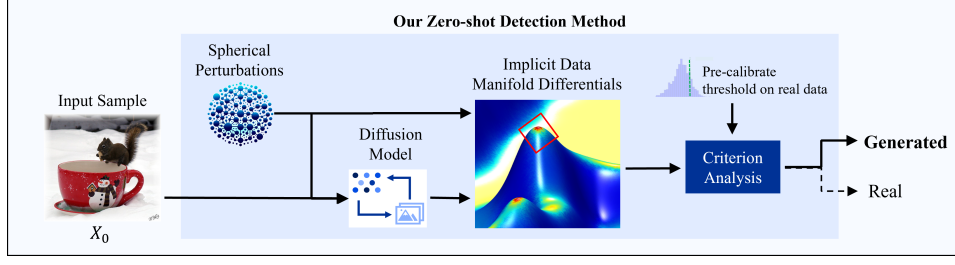 Our Zero-shot Detection Method
Spherical
Perturbations
Implicit Data
Manifold Differentials
Pre-calibrate
threshold on real data
Input Sample
Diffusion
Model
Criterion
Analysis
Generated
Real
X₀